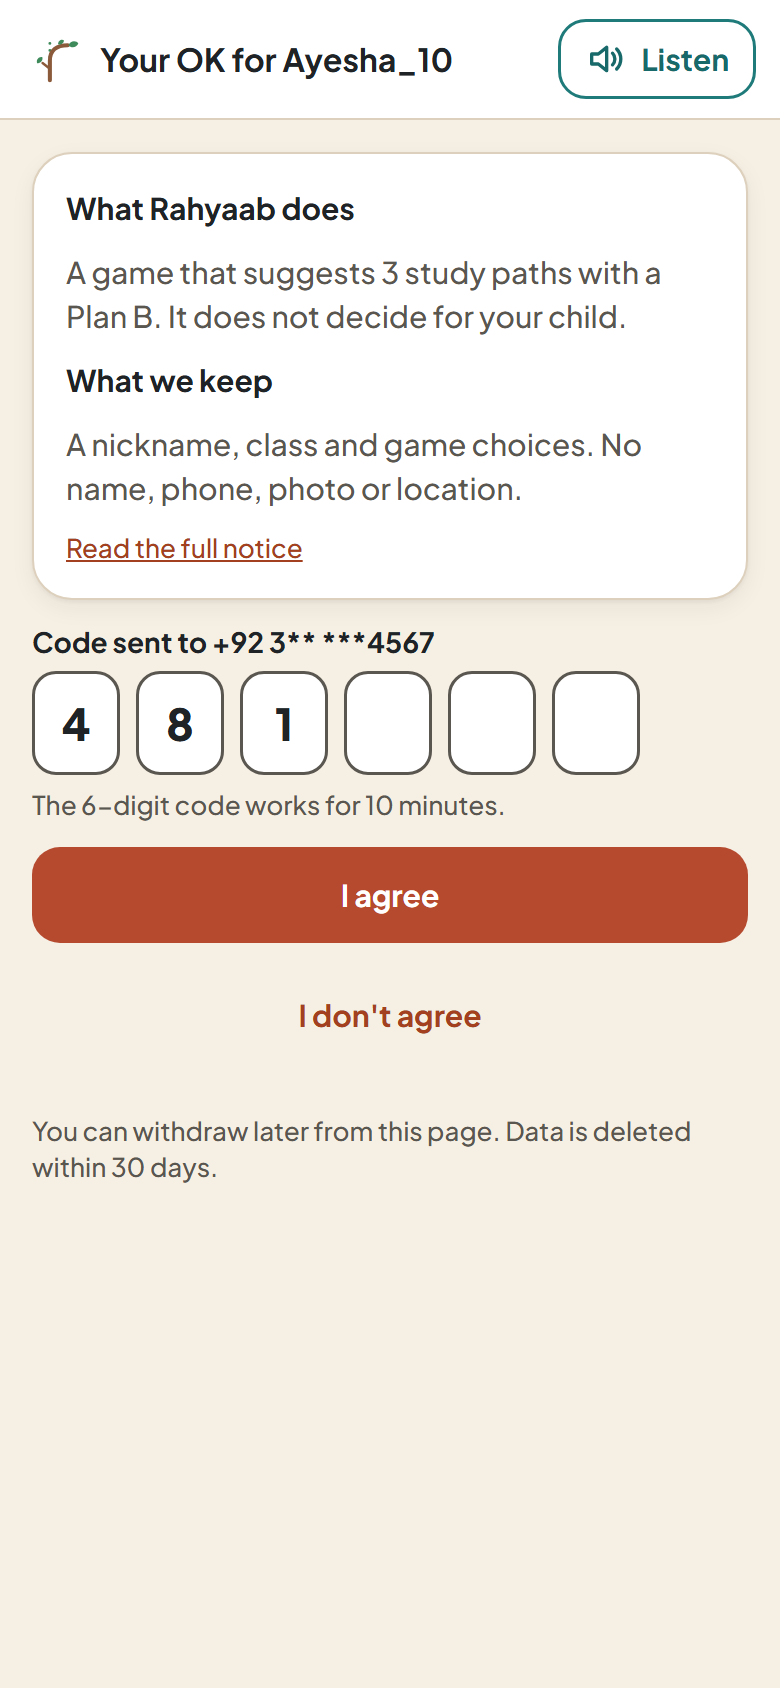 Your OK for Ayesha_10
Listen
What Rahyaab does
A game that suggests 3 study paths with a
Plan B. It does not decide for your child.
What we keep
A nickname, class and game choices. No
name, phone, photo or location.
Read the full notice
Code sent to +92 3** ***4567
4 8 1
The 6-digit code works for 10 minutes.
I agree
I don't agree
You can withdraw later from this page. Data is deleted
within 30 days.